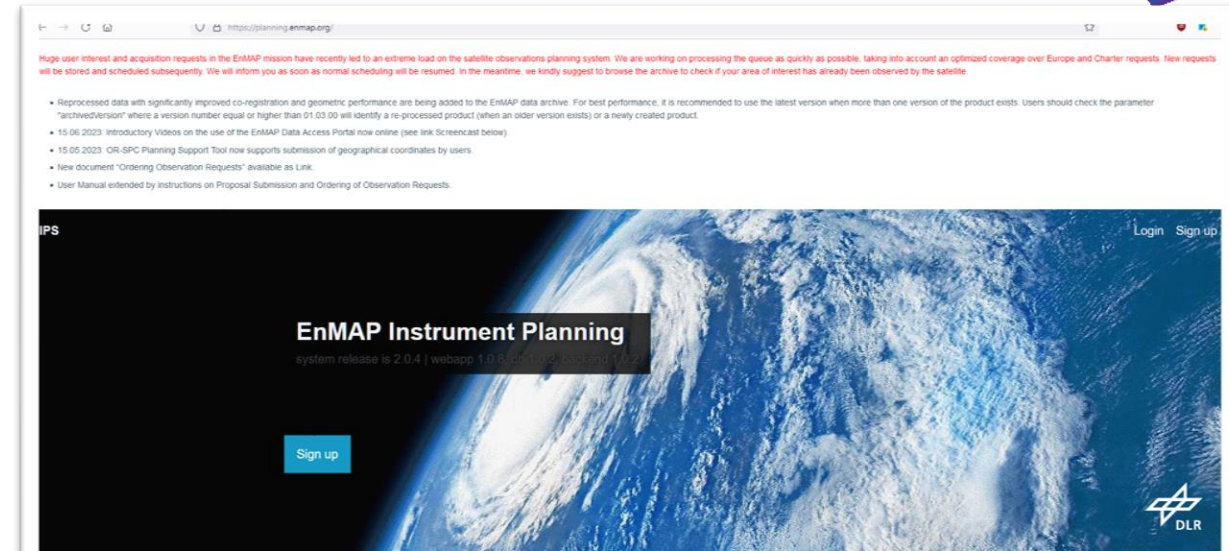 https://planning.enmap.org/
Huge user interest and acquisition requests in the EnMAP mission have recently led to an extreme load on the satellite observations planning system. We are working on processing the queue as quickly as possible, taking into account an optimized coverage over Europe and Charter requests. New requests
will be stored and scheduled subsequently. We will inform you as soon as normal scheduling will be resumed. In the meantime, we kindly suggest to browse the archive to check if your area of interest has already been observed by the satellite.
• Reprocessed data with significantly improved co-registration and geometric performance are being added to the EnMAP data archive. For best performance, it is recommended to use the latest version when more than one version of the product exists. Users should check the parameter
"archivedVersion" where a version number equal or higher than 01.03.00 will identify a re-processed product (when an older version exists) or a newly created product.
• 15.06.2023: Introductory Videos on the use of the EnMAP Data Access Portal now online (see link Screencast below).
• 15.05.2023: OR-SPC Planning Support Tool now supports submission of geographical coordinates by users.
• New document "Ordering Observation Requests" available as Link.
• User Manual extended by instructions on Proposal Submission and Ordering of Observation Requests.
IPS
Login Sign up
EnMAP Instrument Planning
system release is 2.0.4 | webapp 1.0.8, backend 1.0.2
Sign up
DLR